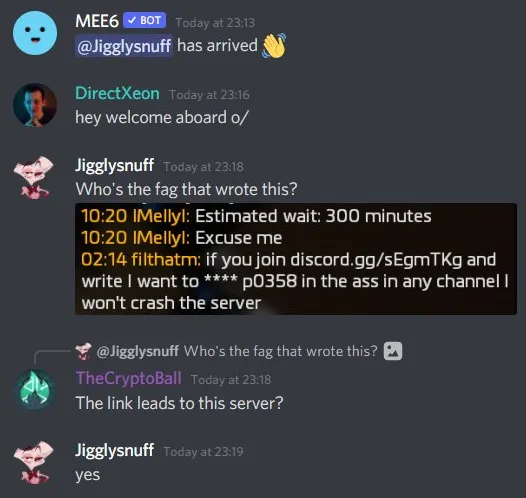 MEE6 ✓ BOT Today at 23:13
@Jigglysnuff has arrived 👋
DirectXeon Today at 23:16
hey welcome aboard o/
Jigglysnuff Today at 23:18
Who's the fag that wrote this?
10:20 IMellyI: Estimated wait: 300 minutes
10:20 IMellyI: Excuse me
02:14 filthatm: if you join discord.gg/sEgmTKg and
write I want to **** p0358 in the ass in any channel I
won't crash the server
@Jigglysnuff Who's the fag that wrote this?
TheCryptoBall Today at 23:18
The link leads to this server?
Jigglysnuff Today at 23:19
yes